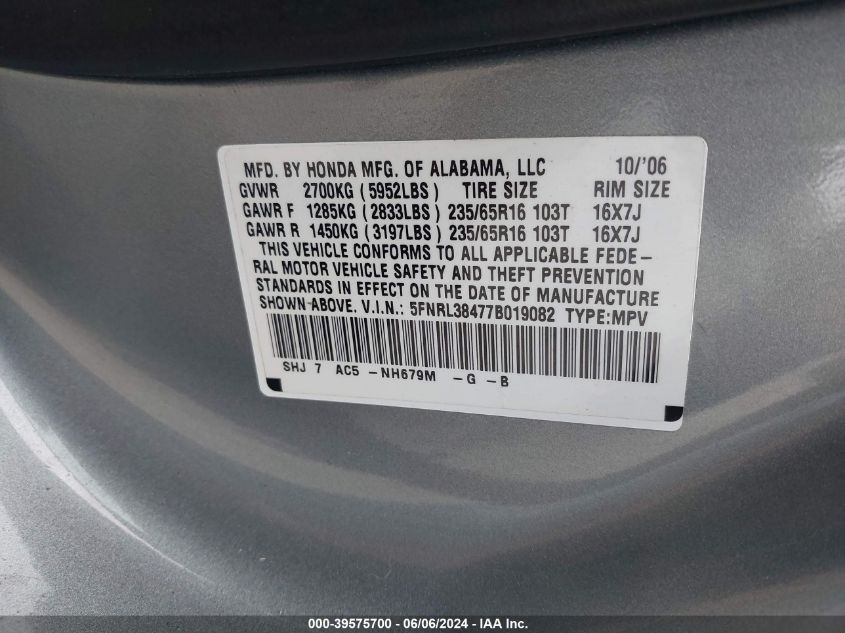 MFD. BY HONDA MFG. OF ALABAMA, LLC 10/'06
GVWR 2700KG (5952LBS) TIRE SIZE RIM SIZE
GAWR F 1285KG (2833LBS) 235/65R16 103T 16X7J
GAWR R 1450KG (3197LBS) 235/65R16 103T 16X7J
THIS VEHICLE CONFORMS TO ALL APPLICABLE FEDE-
RAL MOTOR VEHICLE SAFETY AND THEFT PREVENTION
STANDARDS IN EFFECT ON THE DATE OF MANUFACTURE
SHOWN ABOVE. V.I.N.: 5FNRL38477B019082 TYPE:MPV
SHJ 7 AC5 -NH679M -G -B
000-39575700 - 06/06/2024 - IAA Inc.